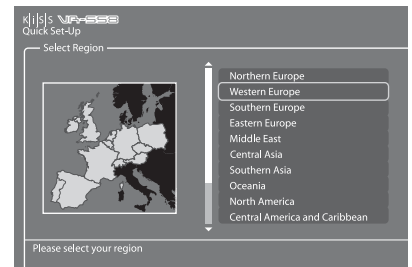 K|i|S|S VR-558
Quick Set-Up
Select Region
Northern Europe
Western Europe
Southern Europe
Eastern Europe
Middle East
Central Asia
Southern Asia
Oceania
North America
Central America and Caribbean
Please select your region